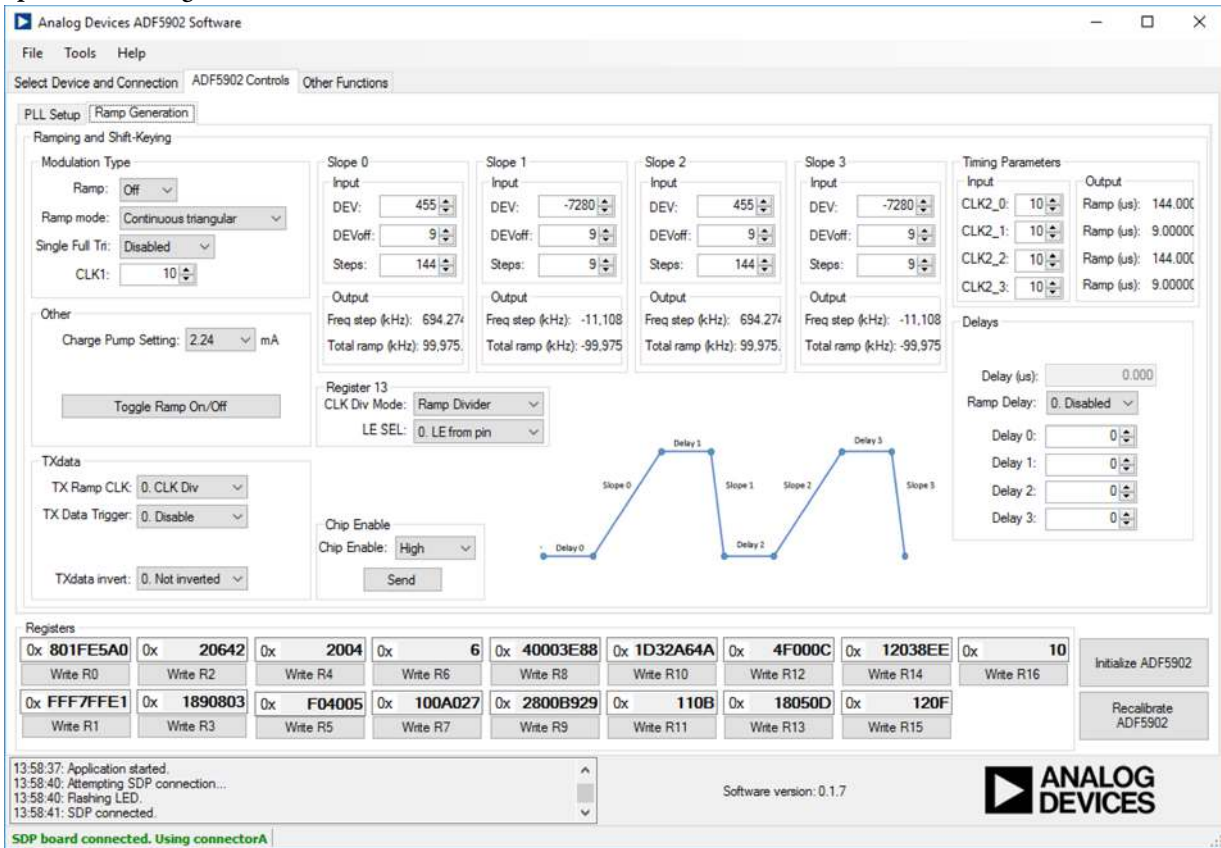 Analog Devices ADF5902 Software
File Tools Help
Select Device and Connection ADF5902 Controls Other Functions
PLL Setup Ramp Generation
Ramping and Shift-Keying
Modulation Type
Ramp: Off
Ramp mode: Continuous triangular
Single Full Tri: Disabled
CLK1: 10
Other
Charge Pump Setting: 2.24 mA
Toggle Ramp On/Off
TXdata
TX Ramp CLK: 0. CLK Div
TX Data Trigger: 0. Disable
TXdata invert: 0. Not inverted
Slope 0
Input
DEV: 455
DEVoff: 9
Steps: 144
Output
Freq step (kHz): 694.274
Total ramp (kHz): 99,975.
Slope 1
Input
DEV: -7280
DEVoff: 9
Steps: 9
Output
Freq step (kHz): -11,108
Total ramp (kHz): -99,975
Slope 2
Input
DEV: 455
DEVoff: 9
Steps: 144
Output
Freq step (kHz): 694.274
Total ramp (kHz): 99,975.
Slope 3
Input
DEV: -7280
DEVoff: 9
Steps: 9
Output
Freq step (kHz): -11,108
Total ramp (kHz): -99,975
Register 13
CLK Div Mode: Ramp Divider
LE SEL: 0. LE from pin
Chip Enable
Chip Enable: High
Send
Delay 0
Slope 0
Delay 1
Slope 1
Delay 2
Slope 2
Delay 3
Slope 3
Timing Parameters
Input Output
CLK2_0: 10 Ramp (us): 144.000
CLK2_1: 10 Ramp (us): 9.00000
CLK2_2: 10 Ramp (us): 144.000
CLK2_3: 10 Ramp (us): 9.00000
Delays
Delay (us): 0.000
Ramp Delay: 0. Disabled
Delay 0: 0
Delay 1: 0
Delay 2: 0
Delay 3: 0
Registers
0x 801FE5A0 0x 20642 0x 2004 0x 6 0x 40003E88 0x 1D32A64A 0x 4F000C 0x 12038EE 0x 10
Write R0 Write R2 Write R4 Write R6 Write R8 Write R10 Write R12 Write R14 Write R16
0x FFF7FFE1 0x 1890803 0x F04005 0x 100A027 0x 2800B929 0x 110B 0x 18050D 0x 120F
Write R1 Write R3 Write R5 Write R7 Write R9 Write R11 Write R13 Write R15
Initialize ADF5902
Recalibrate
ADF5902
13:58:37: Application started.
13:58:40: Attempting SDP connection...
13:58:40: Flashing LED.
13:58:41: SDP connected.
Software version: 0.1.7
ANALOG
DEVICES
SDP board connected. Using connectorA